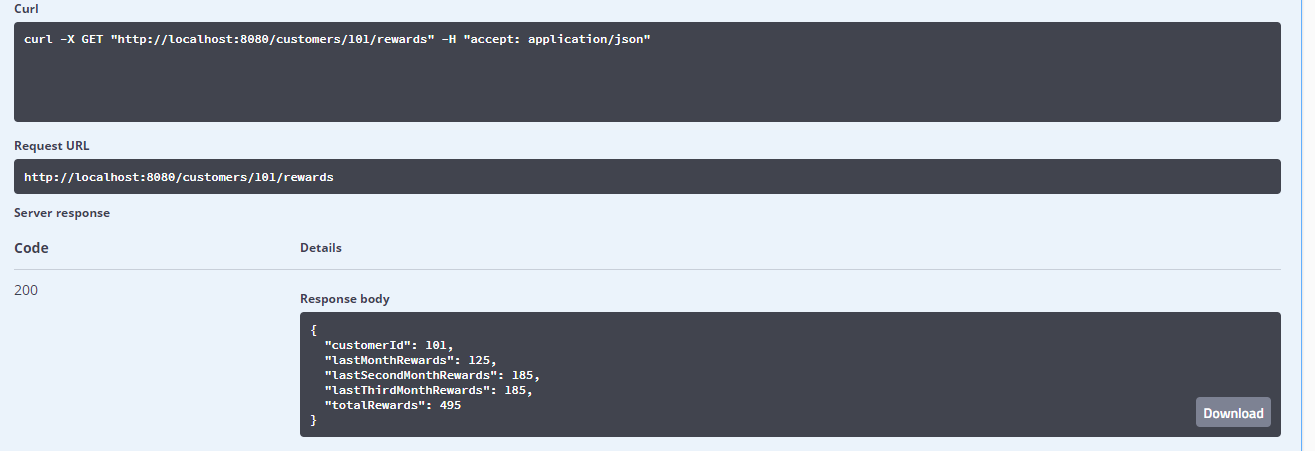 Curl
curl -X GET "http://localhost:8080/customers/101/rewards" -H "accept: application/json"
Request URL
http://localhost:8080/customers/101/rewards
Server response
Code Details
200
Response body
{
  "customerId": 101,
  "lastMonthRewards": 125,
  "lastSecondMonthRewards": 185,
  "lastThirdMonthRewards": 185,
  "totalRewards": 495
}
Download